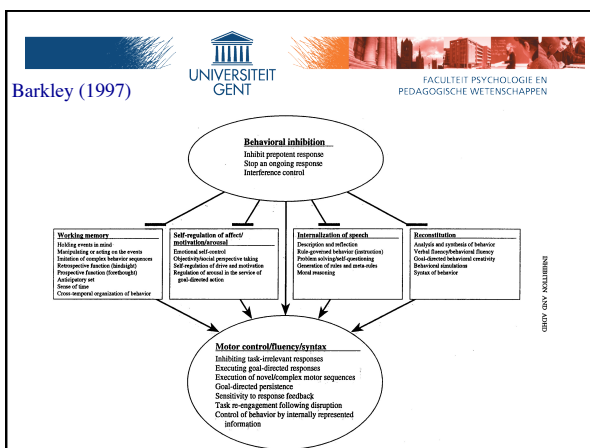 UNIVERSITEIT
GENT
FACULTEIT PSYCHOLOGIE EN
PEDAGOGISCHE WETENSCHAPPEN
Barkley (1997)
Behavioral inhibition
Inhibit prepotent response
Stop an ongoing response
Interference control
Working memory
Holding events in mind
Manipulating or acting on the events
Imitation of complex behavior sequences
Retrospective function (hindsight)
Prospective function (forethought)
Anticipatory set
Sense of time
Cross-temporal organization of behavior
Self-regulation of affect/
motivation/arousal
Emotional self-control
Objectivity/social perspective taking
Self-regulation of drive and motivation
Regulation of arousal in the service of
goal-directed action
Internalization of speech
Description and reflection
Rule-governed behavior (instruction)
Problem solving/self-questioning
Generation of rules and meta-rules
Moral reasoning
Reconstitution
Analysis and synthesis of behavior
Verbal fluency/behavioral fluency
Goal-directed behavioral creativity
Behavioral simulations
Syntax of behavior
INHIBITION AND ADHD
Motor control/fluency/syntax
Inhibiting task-irrelevant responses
Executing goal-directed responses
Execution of novel/complex motor sequences
Goal-directed persistence
Sensitivity to response feedback
Task re-engagement following disruption
Control of behavior by internally represented
information